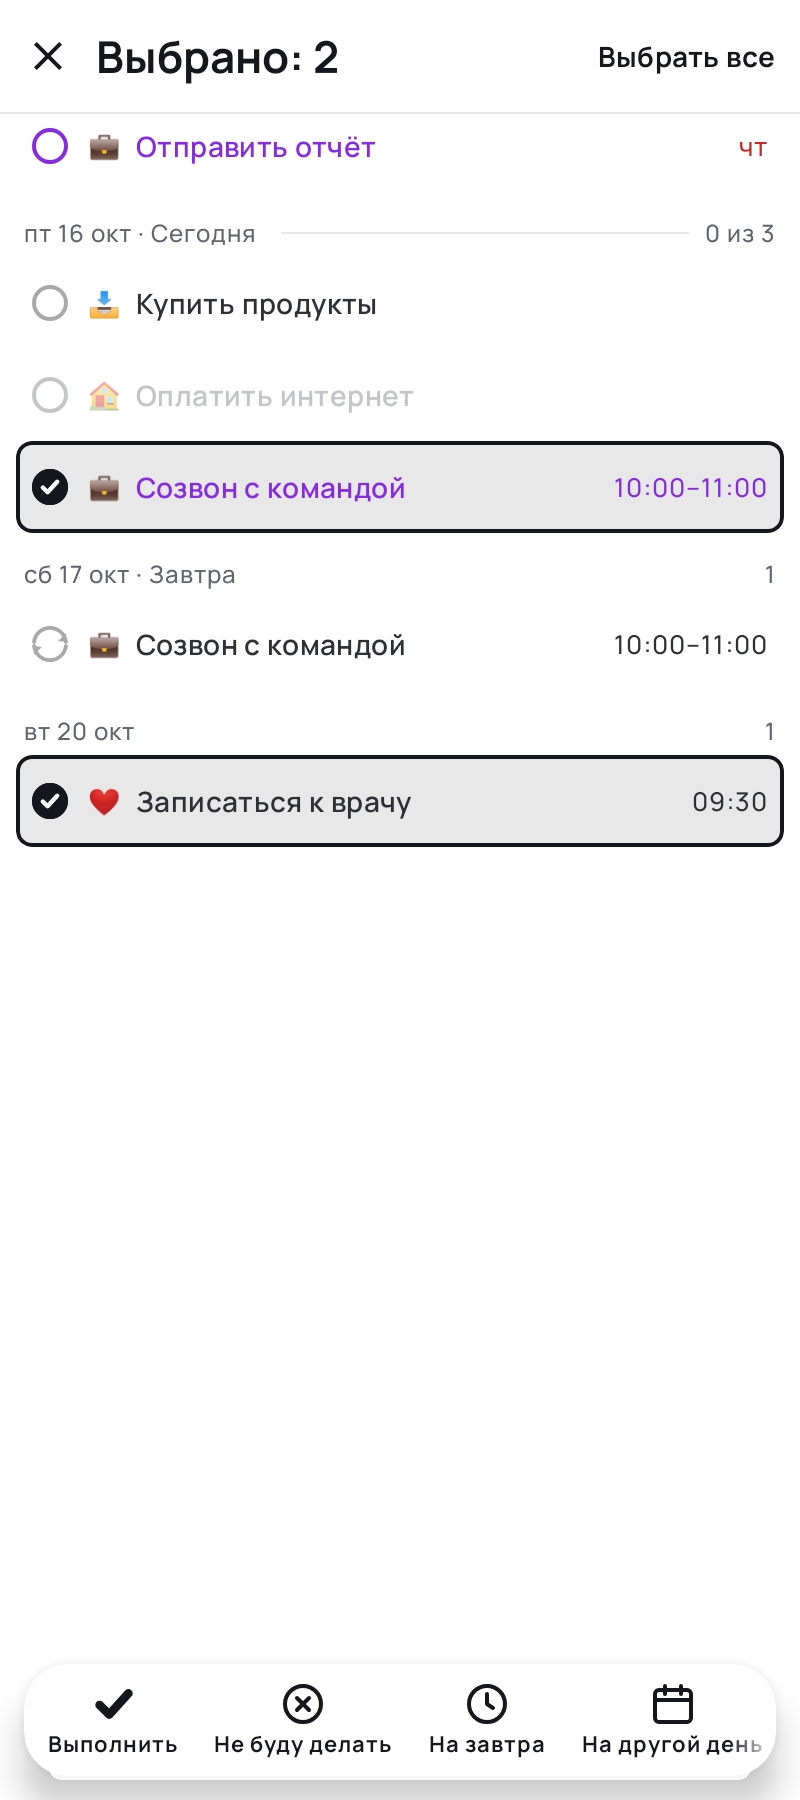 Выбрано: 2 Выбрать все
Отправить отчёт чт
пт 16 окт · Сегодня 0 из 3
Купить продукты
Оплатить интернет
Созвон с командой 10:00–11:00
сб 17 окт · Завтра 1
Созвон с командой 10:00–11:00
вт 20 окт 1
Записаться к врачу 09:30
Выполнить Не буду делать На завтра На другой день